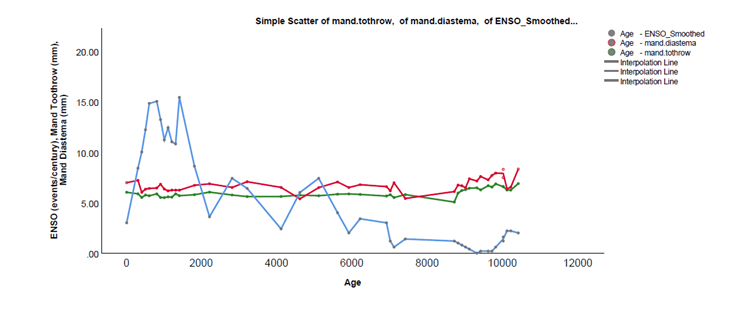 Simple Scatter of mand.tothrow, of mand.diastema, of ENSO_Smoothed...
ENSO (events/century), Mand Toothrow (mm),
Mand Diastema (mm)
20.00
15.00
10.00
5.00
.00
0
2000
4000
6000
8000
10000
12000
Age
Age - ENSO_Smoothed
Age - mand.diastema
Age - mand.tothrow
Interpolation Line
Interpolation Line
Interpolation Line